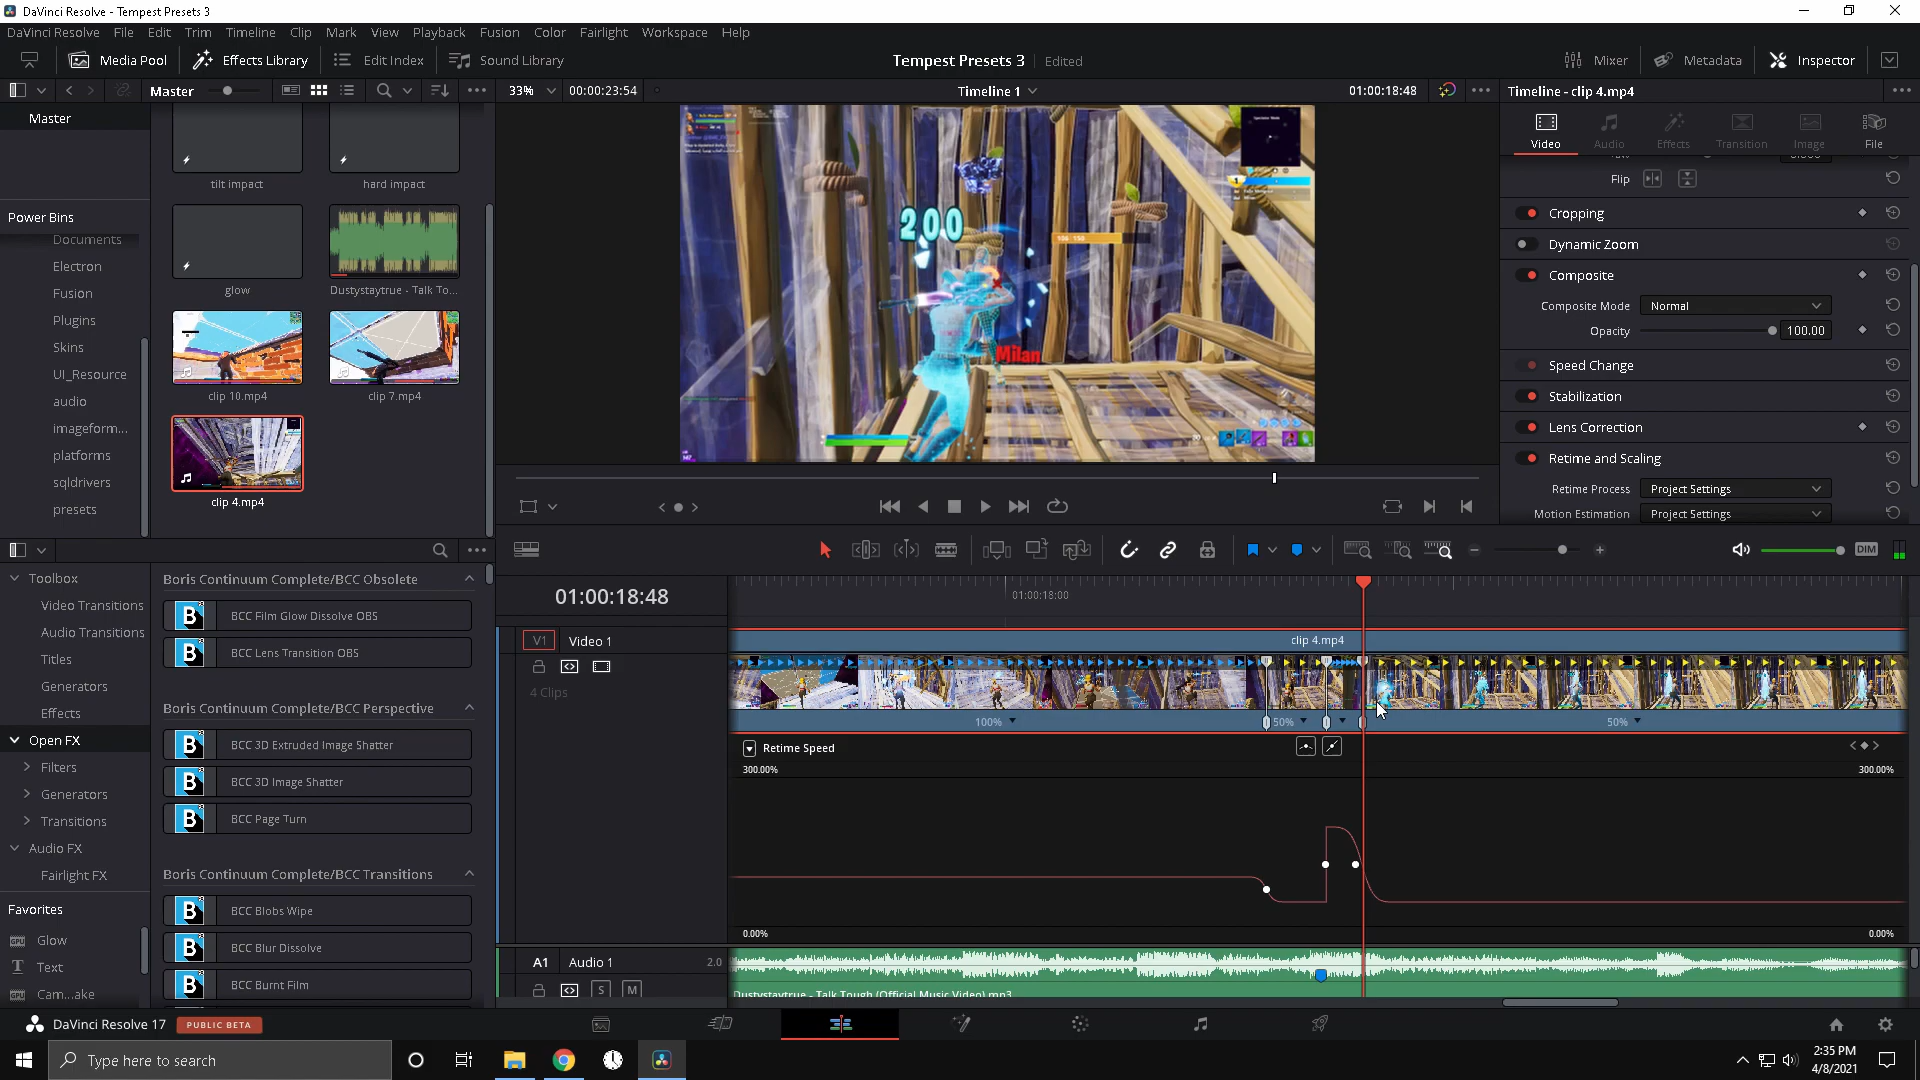 DaVinci Resolve - Tempest Presets 3
DaVinci Resolve File Edit Trim Timeline Clip Mark View Playback Fusion Color Fairlight Workspace Help
Media Pool Effects Library Edit Index Sound Library Tempest Presets 3 Edited Mixer Metadata Inspector
Master 33% 00:00:23:54 Timeline 1 01:00:18:48 Timeline - clip 4.mp4
Master
Power Bins
Documents
Electron
Fusion
Plugins
Skins
UI_Resource
audio
imageform...
platforms
sqldrivers
presets
tilt impact hard impact
glow Dustystaytrue - Talk To...
clip 10.mp4 clip 7.mp4
clip 4.mp4
200
Milan
Video Audio Effects Transition Image File
Flip
Cropping
Dynamic Zoom
Composite
Composite Mode Normal
Opacity 100.00
Speed Change
Stabilization
Lens Correction
Retime and Scaling
Retime Process Project Settings
Motion Estimation Project Settings
DIM
Toolbox
Video Transitions
Audio Transitions
Titles
Generators
Effects
Open FX
Filters
Generators
Transitions
Audio FX
Fairlight FX
Favorites
Glow
Text
Cam...ake
Boris Continuum Complete/BCC Obsolete
B BCC Film Glow Dissolve OBS
B BCC Lens Transition OBS
Boris Continuum Complete/BCC Perspective
B BCC 3D Extruded Image Shatter
B BCC 3D Image Shatter
B BCC Page Turn
Boris Continuum Complete/BCC Transitions
B BCC Blobs Wipe
B BCC Blur Dissolve
B BCC Burnt Film
01:00:18:48 01:00:18:00
V1 Video 1 clip 4.mp4
4 Clips
100% 50% 50%
Retime Speed
300.00% 300.00%
0.00% 0.00%
A1 Audio 1 2.0
S M
Dustystaytrue - Talk Tough (Official Music Video).mp3
DaVinci Resolve 17 PUBLIC BETA
Type here to search
2:35 PM
4/8/2021